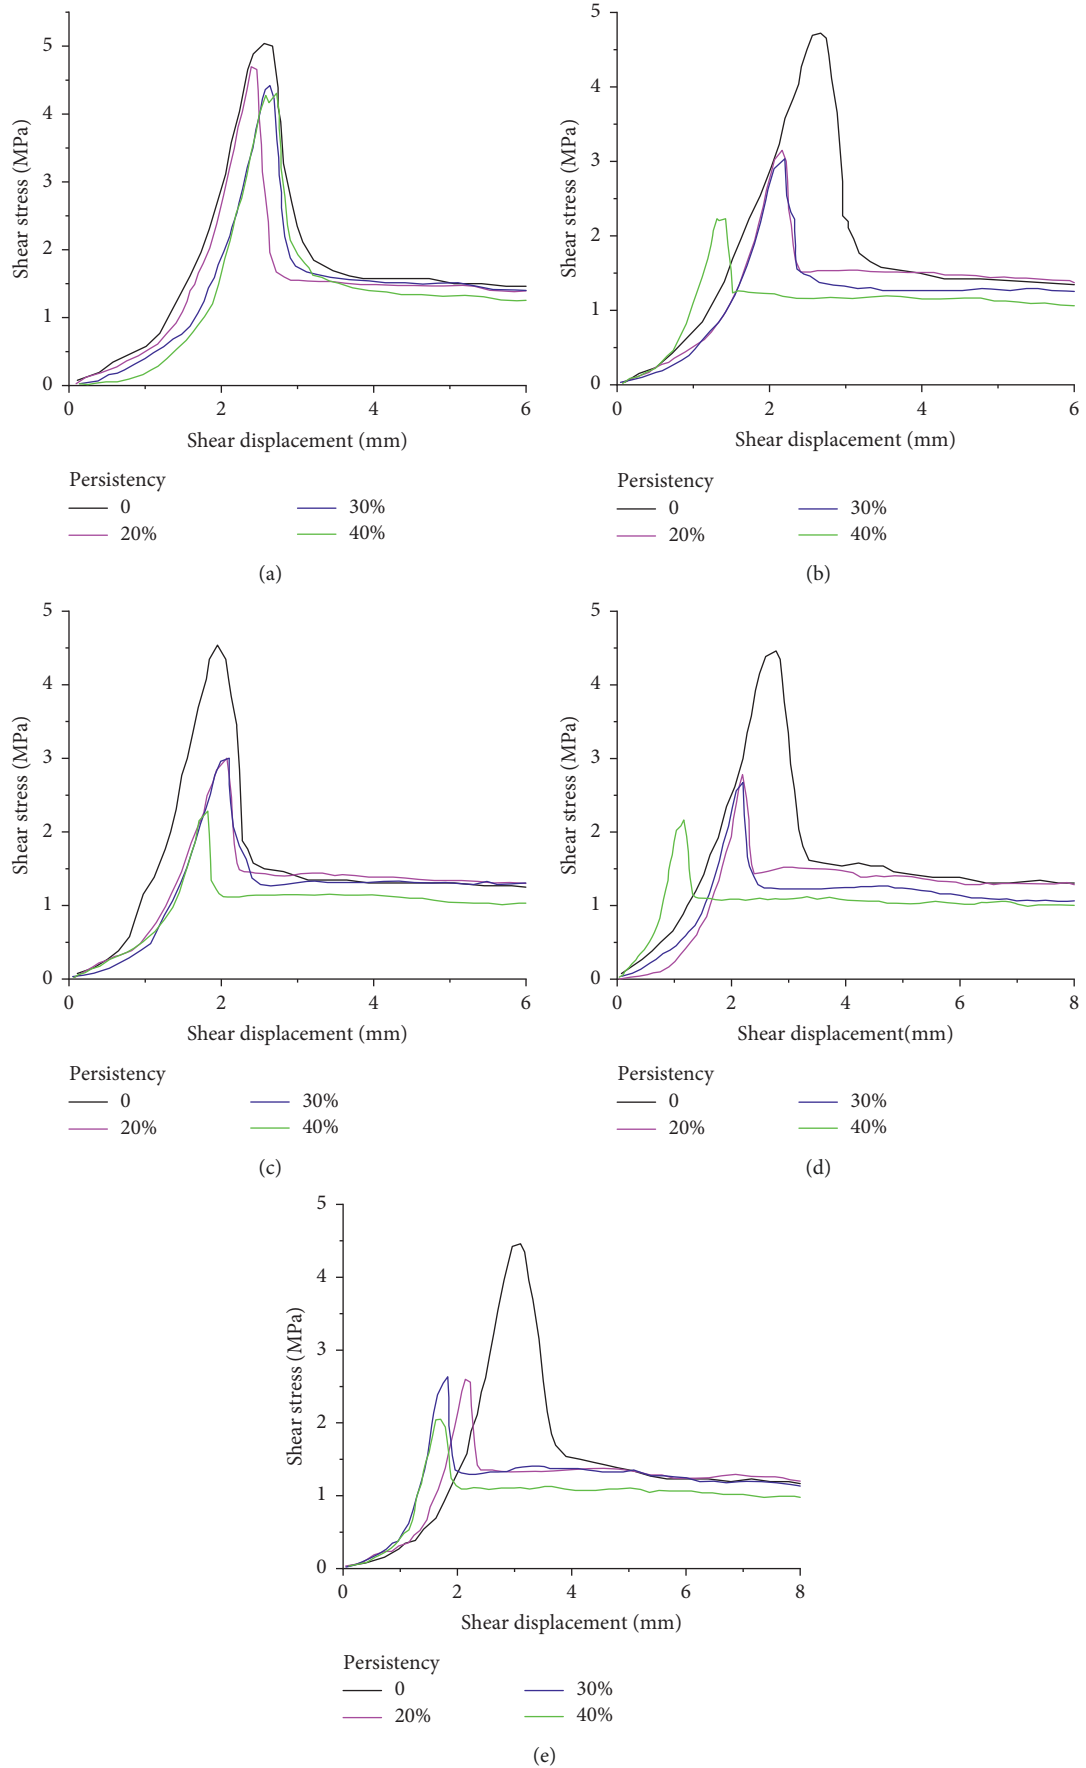 5
4
3
2
1
0
Shear stress (MPa)
0 2 4 6
Shear displacement (mm)
Persistency
0 30%
20% 40%
(a)
5
4
3
2
1
0
Shear stress (MPa)
0 2 4 6
Shear displacement (mm)
Persistency
0 30%
20% 40%
(b)
5
4
3
2
1
0
Shear stress (MPa)
0 2 4 6
Shear displacement (mm)
Persistency
0 30%
20% 40%
(c)
5
4
3
2
1
0
Shear stress (MPa)
0 2 4 6 8
Shear displacement(mm)
Persistency
0 30%
20% 40%
(d)
5
4
3
2
1
0
Shear stress (MPa)
0 2 4 6 8
Shear displacement (mm)
Persistency
0 30%
20% 40%
(e)